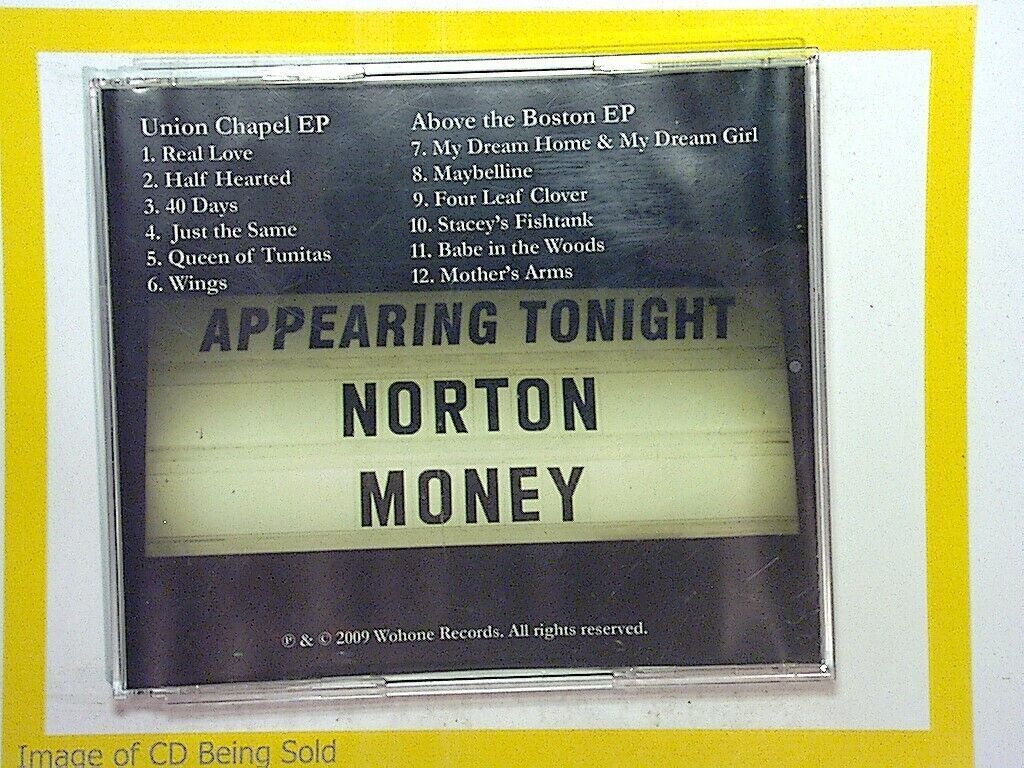 Union Chapel EP
1. Real Love
2. Half Hearted
3. 40 Days
4. Just the Same
5. Queen of Tunitas
6. Wings
Above the Boston EP
7. My Dream Home & My Dream Girl
8. Maybelline
9. Four Leaf Clover
10. Stacey's Fishtank
11. Babe in the Woods
12. Mother's Arms
APPEARING TONIGHT
NORTON
MONEY
℗ & © 2009 Wohone Records. All rights reserved.
Image of CD Being Sold